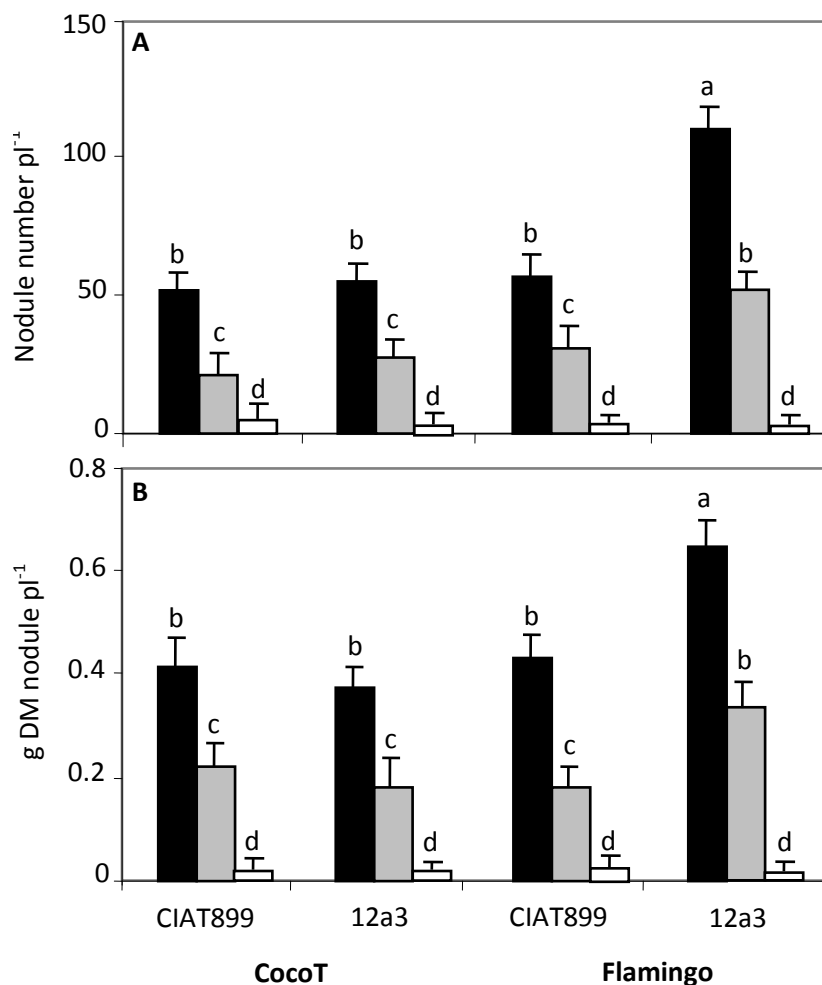 150
A
a
100
b
b
b
b
50
c
c
c
d
d
d
d
0
Nodule number pl⁻¹
0.8
B
a
0.6
b
b
b
b
0.4
c
c
c
0.2
d
d
d
d
0
g DM nodule pl⁻¹
CIAT899 12a3 CIAT899 12a3
CocoT Flamingo